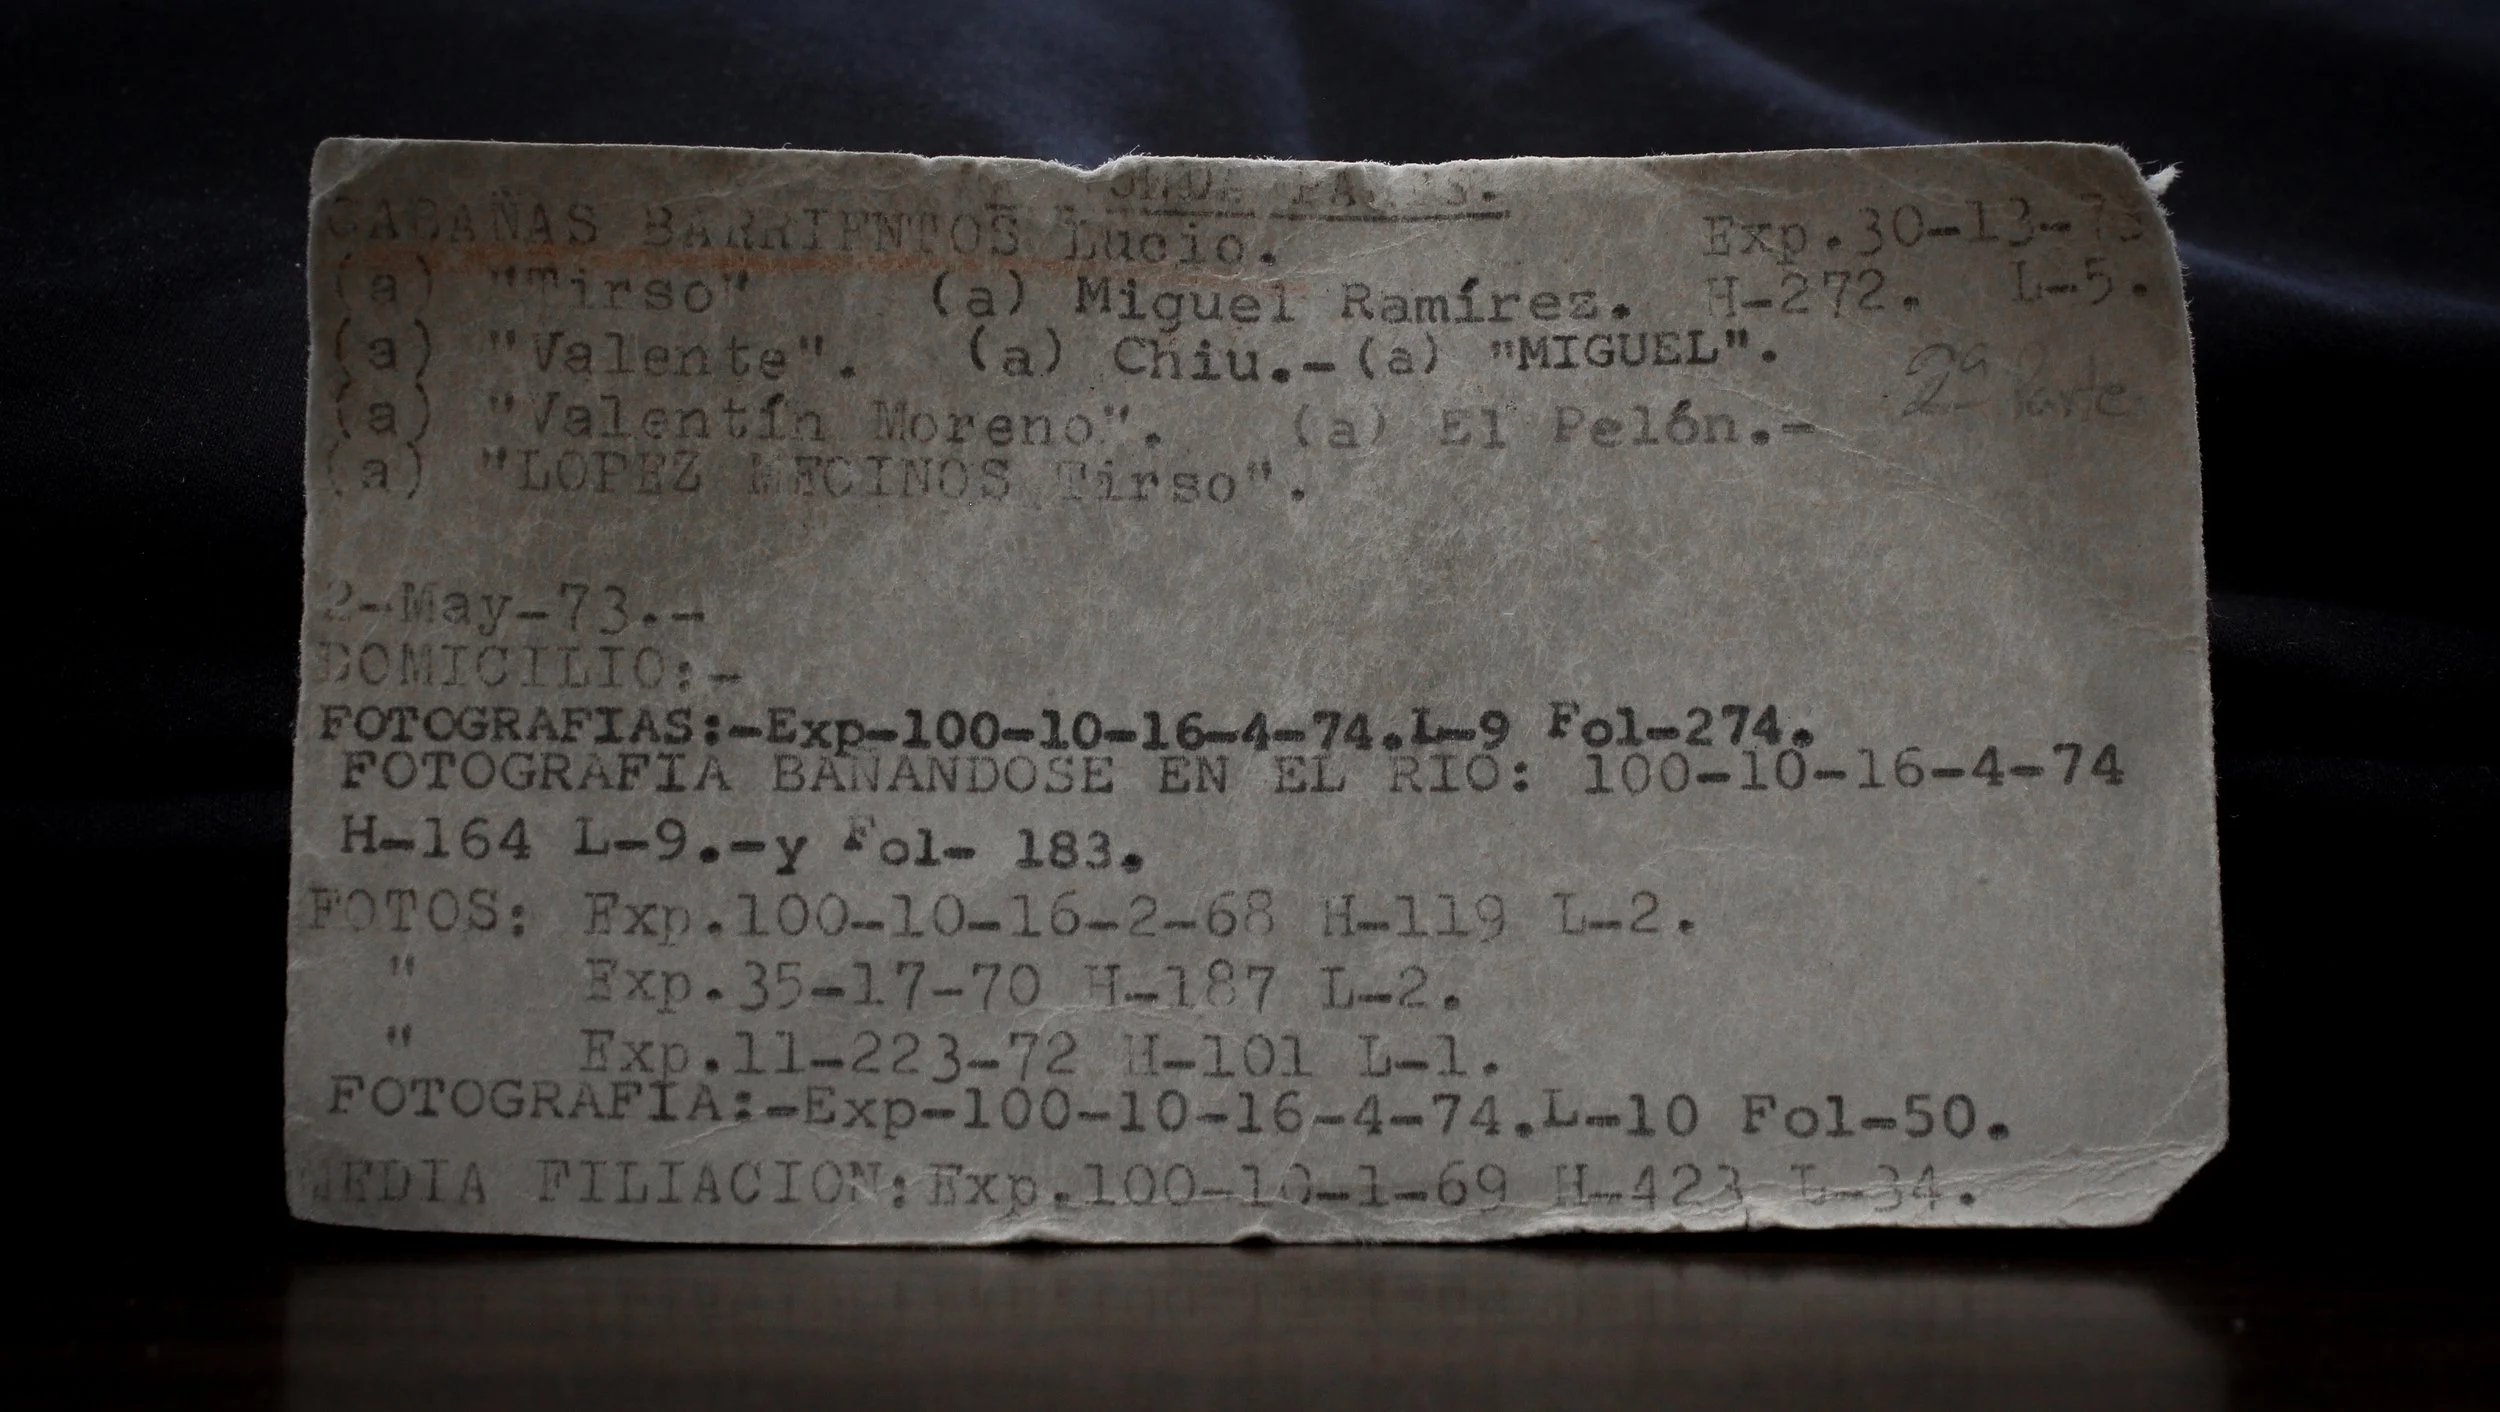 CABAÑAS BARRIENTOS Lucio. Exp.30-13-73
(a) "Tirso" (a) Miguel Ramírez. H-272. L-5.
(a) "Valente". (a) Chiu.-(a) "MIGUEL".
2a Parte
(a) "Valentín Moreno". (a) El Pelón.-
(a) "LOPEZ MECINOS Tirso".
2-May-73.-
DOMICILIO:-
FOTOGRAFIAS:-Exp-100-10-16-4-74.L-9 Fol-274.
FOTOGRAFIA BAÑANDOSE EN EL RIO: 100-10-16-4-74
H-164 L-9.-y Fol- 183.
FOTOS: Exp.100-10-16-2-68 H-119 L-2.
" Exp.35-17-70 H-187 L-2.
" Exp.11-223-72 H-101 L-1.
FOTOGRAFIA:-Exp-100-10-16-4-74.L-10 Fol-50.
MEDIA FILIACION:Exp.100-10-1-69 H-423 L-34.